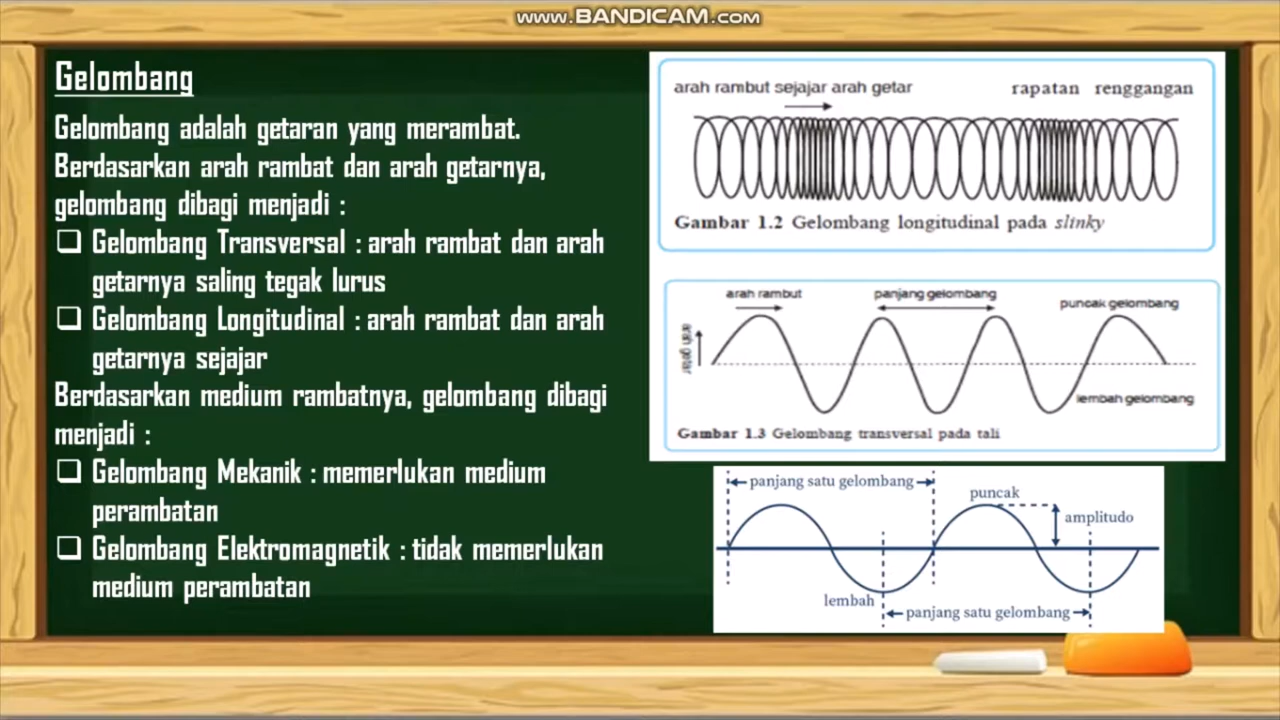 www.BANDICAM.com
Gelombang
Gelombang adalah getaran yang merambat.
Berdasarkan arah rambat dan arah getarnya,
gelombang dibagi menjadi :
Gelombang Transversal : arah rambat dan arah
getarnya saling tegak lurus
Gelombang Longitudinal : arah rambat dan arah
getarnya sejajar
Berdasarkan medium rambatnya, gelombang dibagi
menjadi :
Gelombang Mekanik : memerlukan medium
perambatan
Gelombang Elektromagnetik : tidak memerlukan
medium perambatan
arah rambut sejajar arah getar
rapatan renggangan
Gambar 1.2 Gelombang longitudinal pada slinky
arah rambut
panjang gelombang
puncak gelombang
arah getar
lembah gelombang
Gambar 1.3 Gelombang transversal pada tali
panjang satu gelombang
puncak
amplitudo
lembah
panjang satu gelombang